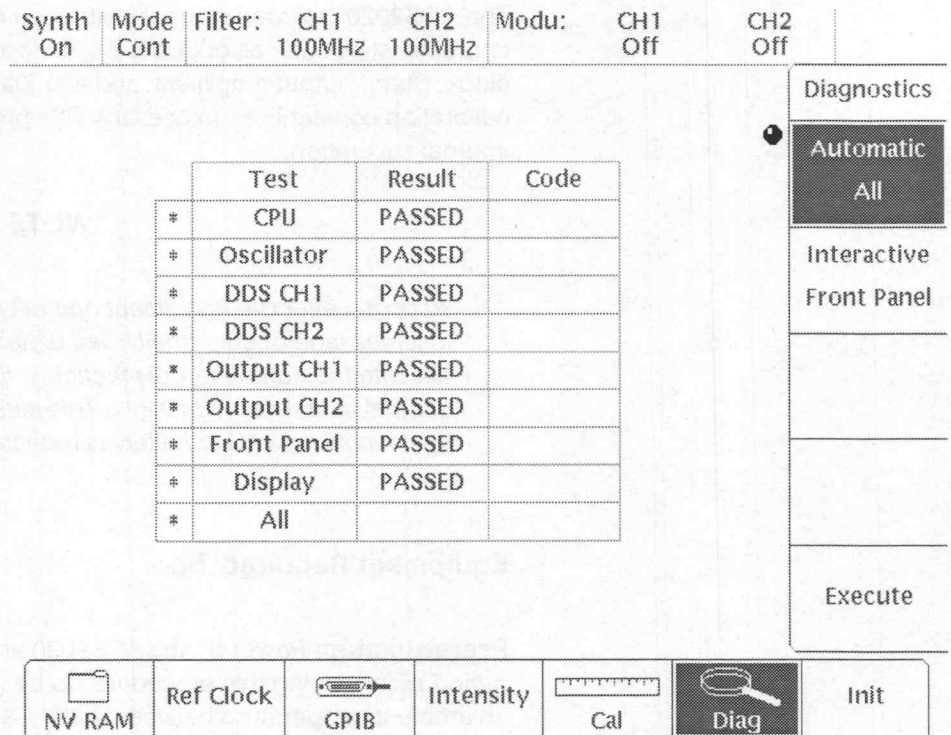 Synth Mode Filter: CH1 CH2 Modu: CH1 CH2
On Cont 100MHz 100MHz Off Off
Diagnostics
Automatic
All
Interactive
Front Panel
Execute
Test Result Code
* CPU PASSED
* Oscillator PASSED
* DDS CH1 PASSED
* DDS CH2 PASSED
* Output CH1 PASSED
* Output CH2 PASSED
* Front Panel PASSED
* Display PASSED
* All
NV RAM Ref Clock GPIB Intensity Cal Diag Init